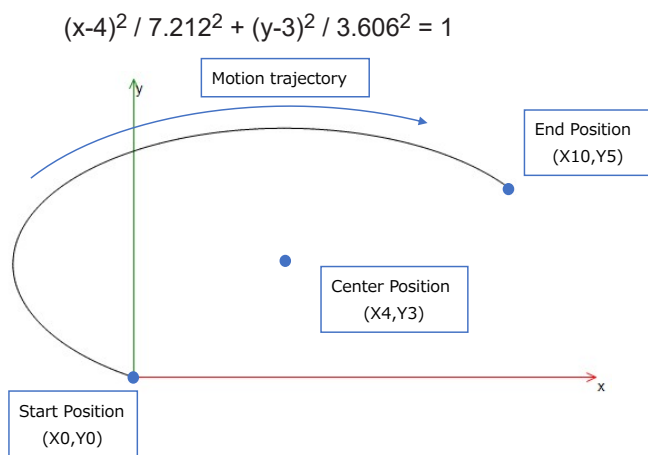 (x-4)² / 7.212² + (y-3)² / 3.606² = 1
y
Motion trajectory
End Position
(X10,Y5)
Center Position
(X4,Y3)
x
Start Position
(X0,Y0)